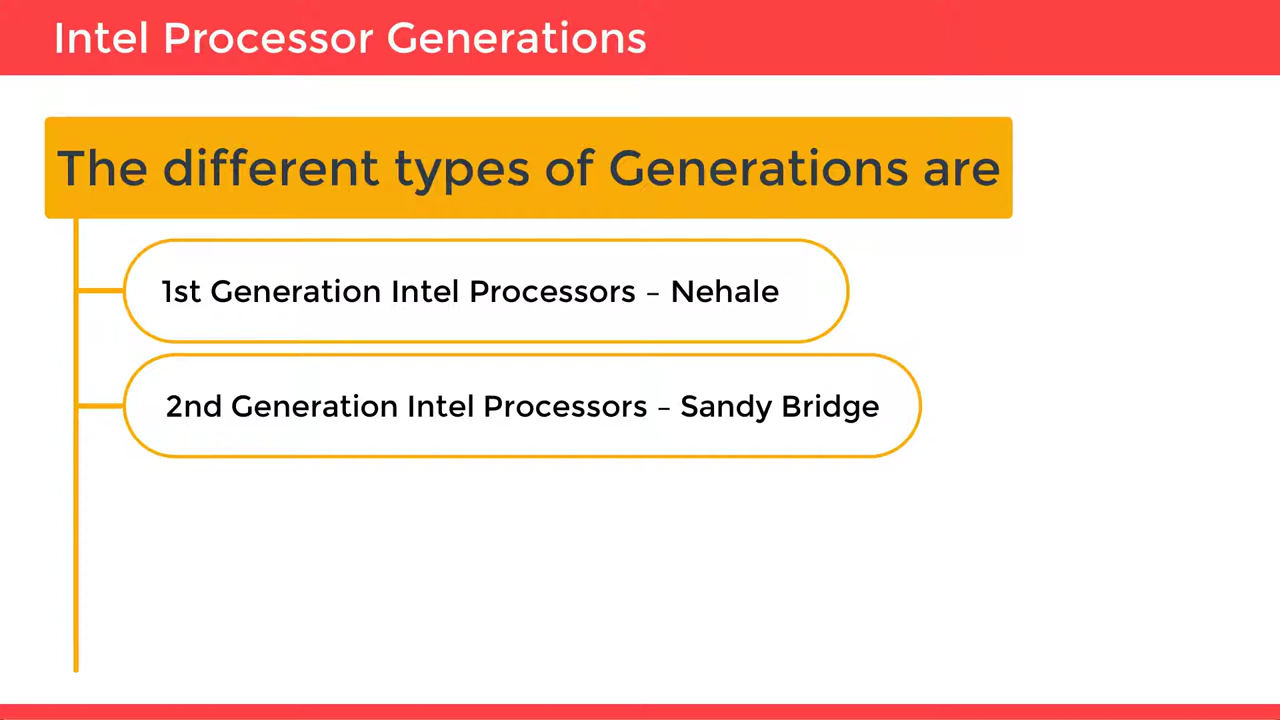 Intel Processor Generations
The different types of Generations are
1st Generation Intel Processors – Nehale
2nd Generation Intel Processors – Sandy Bridge